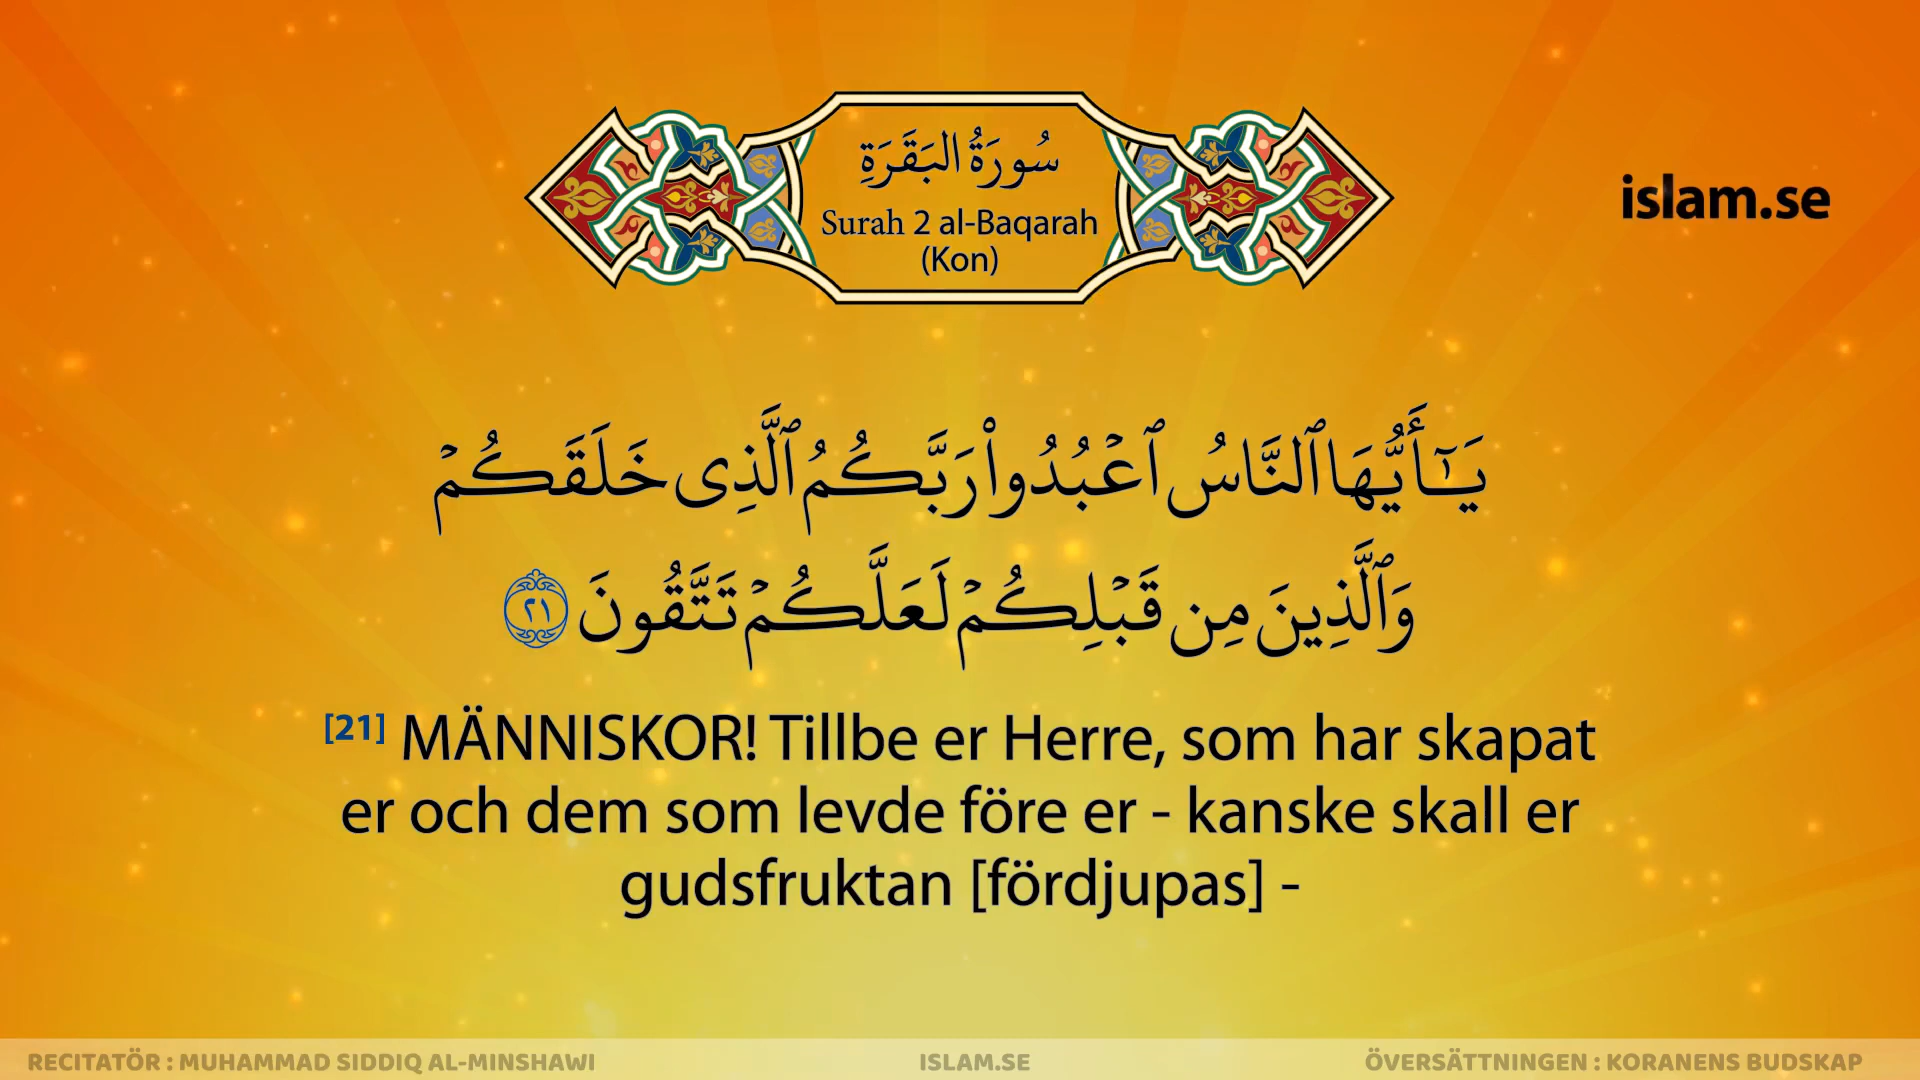 سُورَةُ البَقَرَةِ
Surah 2 al-Baqarah
(Kon)
islam.se
يَـٰٓأَيُّهَا ٱلنَّاسُ ٱعْبُدُوا۟ رَبَّكُمُ ٱلَّذِى خَلَقَكُمْ
وَٱلَّذِينَ مِن قَبْلِكُمْ لَعَلَّكُمْ تَتَّقُونَ ٢١
[21] MÄNNISKOR! Tillbe er Herre, som har skapat
er och dem som levde före er - kanske skall er
gudsfruktan [fördjupas] -
RECITATÖR : MUHAMMAD SIDDIQ AL-MINSHAWI
ISLAM.SE
ÖVERSÄTTNINGEN : KORANENS BUDSKAP